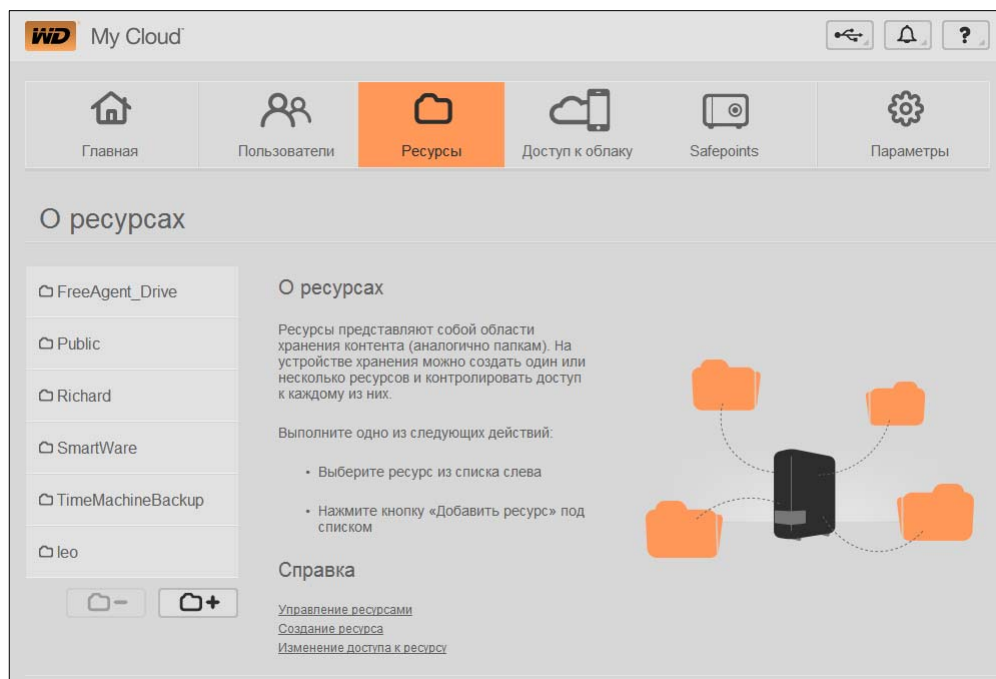 WD My Cloud
?
Главная
Пользователи
Ресурсы
Доступ к облаку
Safepoints
Параметры
О ресурсах
FreeAgent_Drive
Public
Richard
SmartWare
TimeMachineBackup
leo
О ресурсах
Ресурсы представляют собой области
хранения контента (аналогично папкам). На
устройстве хранения можно создать один или
несколько ресурсов и контролировать доступ
к каждому из них.
Выполните одно из следующих действий:
• Выберите ресурс из списка слева
• Нажмите кнопку «Добавить ресурс» под
списком
Справка
Управление ресурсами
Создание ресурса
Изменение доступа к ресурсу